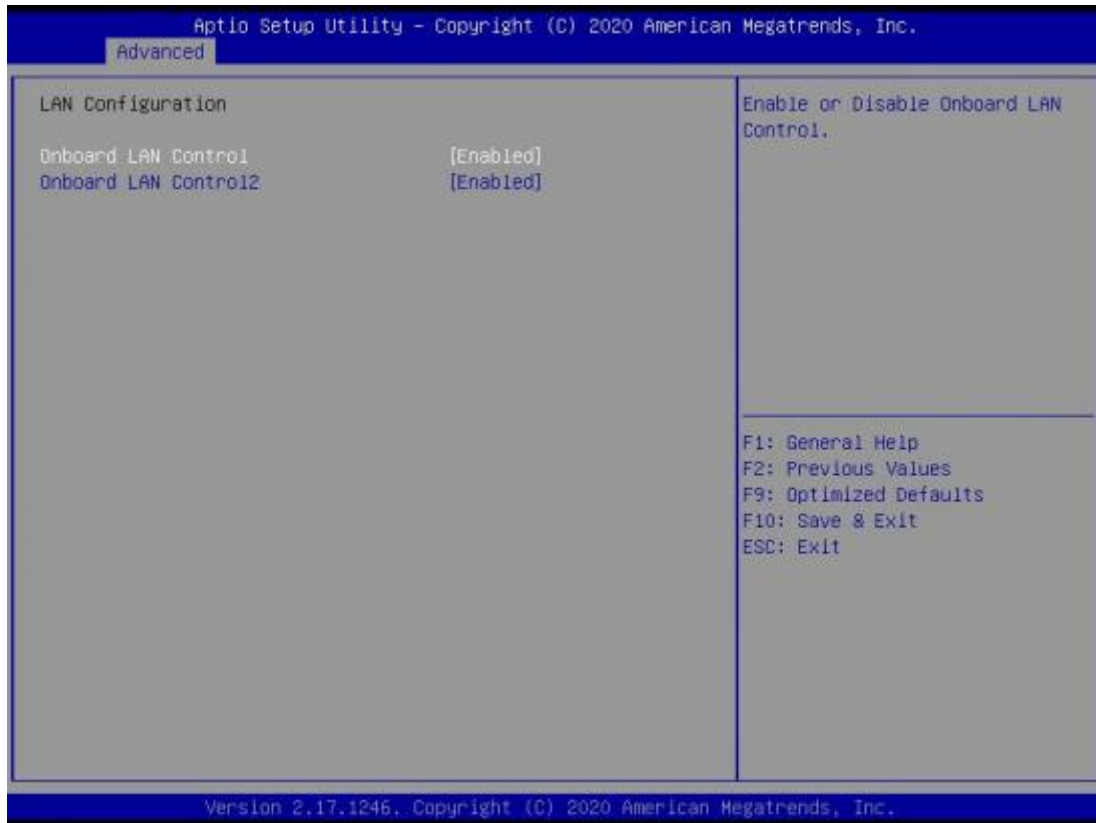 Aptio Setup Utility – Copyright (C) 2020 American Megatrends, Inc.
Advanced
LAN Configuration
Onboard LAN Control [Enabled]
Onboard LAN Control2 [Enabled]
Enable or Disable Onboard LAN
Control.
F1: General Help
F2: Previous Values
F9: Optimized Defaults
F10: Save & Exit
ESC: Exit
Version 2.17.1246. Copyright (C) 2020 American Megatrends, Inc.